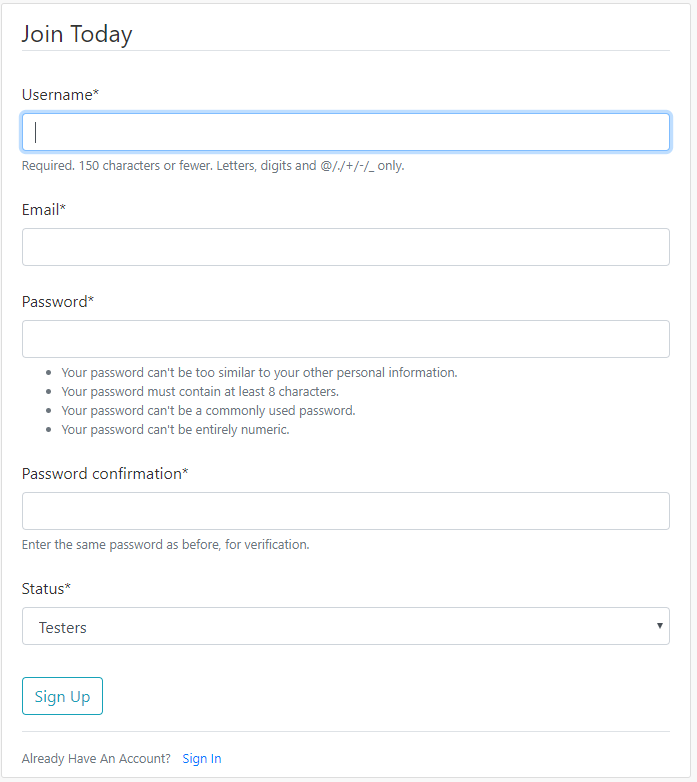 Join Today
Username*
Required. 150 characters or fewer. Letters, digits and @/./+/-/_ only.
Email*
Password*
Your password can't be too similar to your other personal information.
Your password must contain at least 8 characters.
Your password can't be a commonly used password.
Your password can't be entirely numeric.
Password confirmation*
Enter the same password as before, for verification.
Status*
Testers
Sign Up
Already Have An Account? Sign In